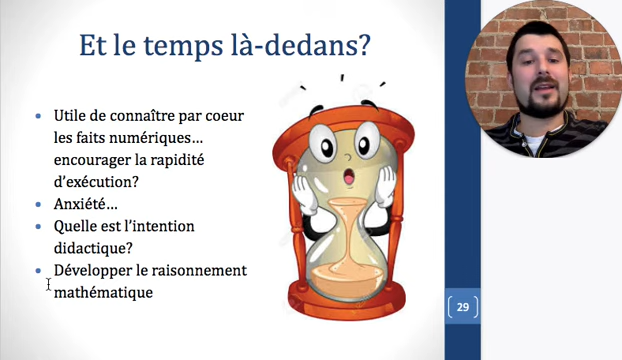 Et le temps là-dedans?
Utile de connaître par coeur
les faits numériques...
encourager la rapidité
d'exécution?
Anxiété...
Quelle est l'intention
didactique?
Développer le raisonnement
mathématique
29